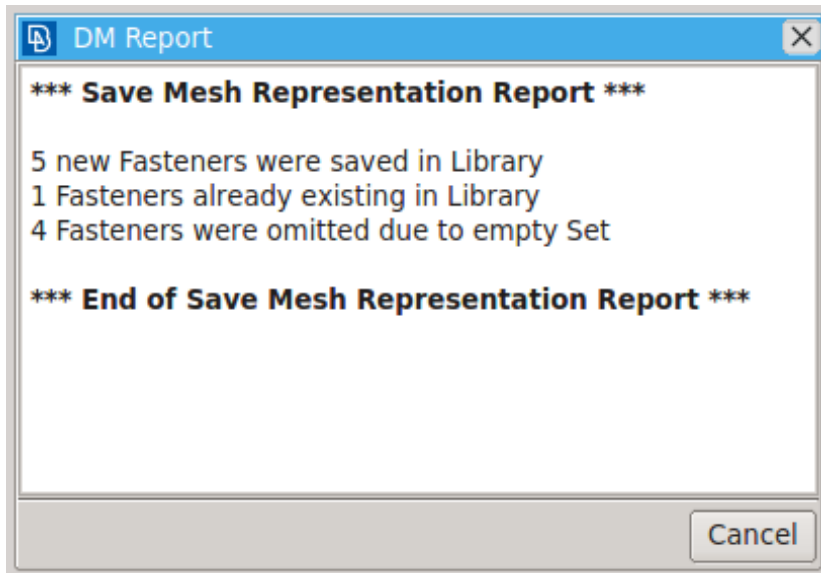 DM Report
*** Save Mesh Representation Report ***
5 new Fasteners were saved in Library
1 Fasteners already existing in Library
4 Fasteners were omitted due to empty Set
*** End of Save Mesh Representation Report ***
Cancel